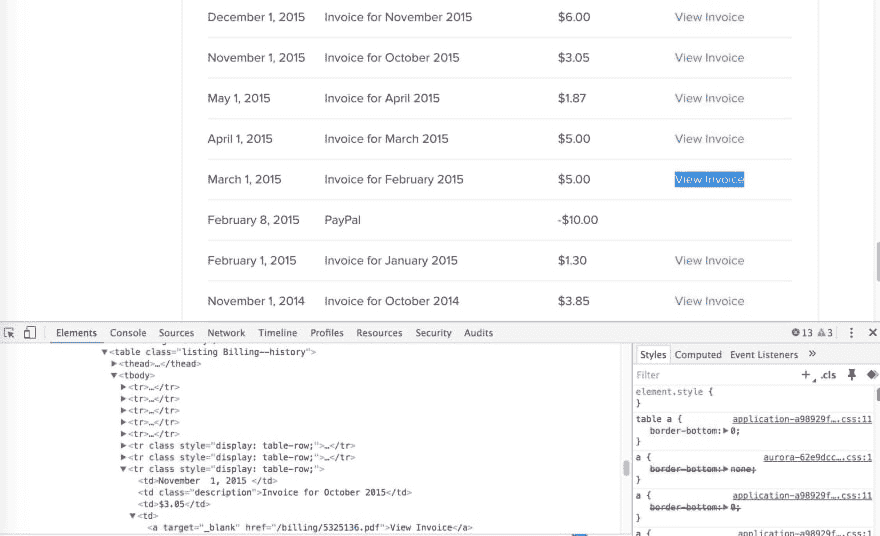 December 1, 2015 Invoice for November 2015 $6.00 View Invoice
November 1, 2015 Invoice for October 2015 $3.05 View Invoice
May 1, 2015 Invoice for April 2015 $1.87 View Invoice
April 1, 2015 Invoice for March 2015 $5.00 View Invoice
March 1, 2015 Invoice for February 2015 $5.00 View Invoice
February 8, 2015 PayPal -$10.00
February 1, 2015 Invoice for January 2015 $1.30 View Invoice
November 1, 2014 Invoice for October 2014 $3.85 View Invoice
Elements Console Sources Network Timeline Profiles Resources Security Audits 13 3
<table class="listing Billing--history">
<thead>…</thead>
<tbody>
<tr>…</tr>
<tr>…</tr>
<tr>…</tr>
<tr>…</tr>
<tr>…</tr>
<tr class style="display: table-row;">…</tr>
<tr class style="display: table-row;">…</tr>
<tr class style="display: table-row;">
<td>November  1, 2015 </td>
<td class="description">Invoice for October 2015</td>
<td>$3.05</td>
<td>
<a target="_blank" href="/billing/5325136.pdf">View Invoice</a>
Styles Computed Event Listeners »
Filter + .cls
element.style {
}
table a { application-a98929f….css:11
border-bottom: 0;
}
a { aurora-62e9dcc….css:1
border-bottom: none;
}
a { application-a98929f….css:11
border-bottom: 0;
}
a { application-a98929f….css:11